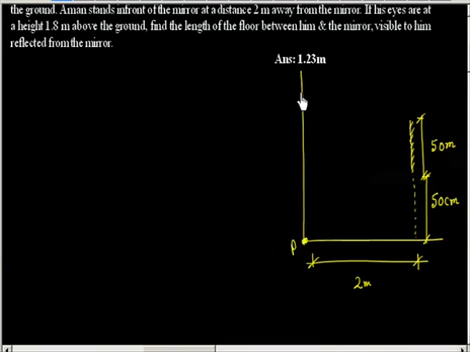 the ground. A man stands infront of the mirror at a distance 2 m away from the mirror. If his eyes are at
a height 1.8 m above the ground, find the length of the floor between him & the mirror, visible to him
reflected from the mirror.
Ans: 1.23m
50m
50cm
P
2m